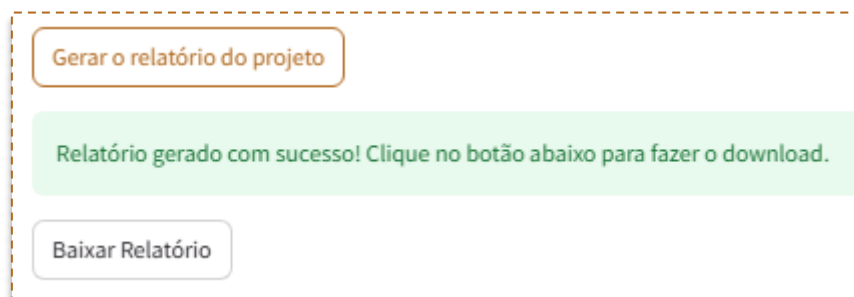 Gerar o relatório do projeto
Relatório gerado com sucesso! Clique no botão abaixo para fazer o download.
Baixar Relatório